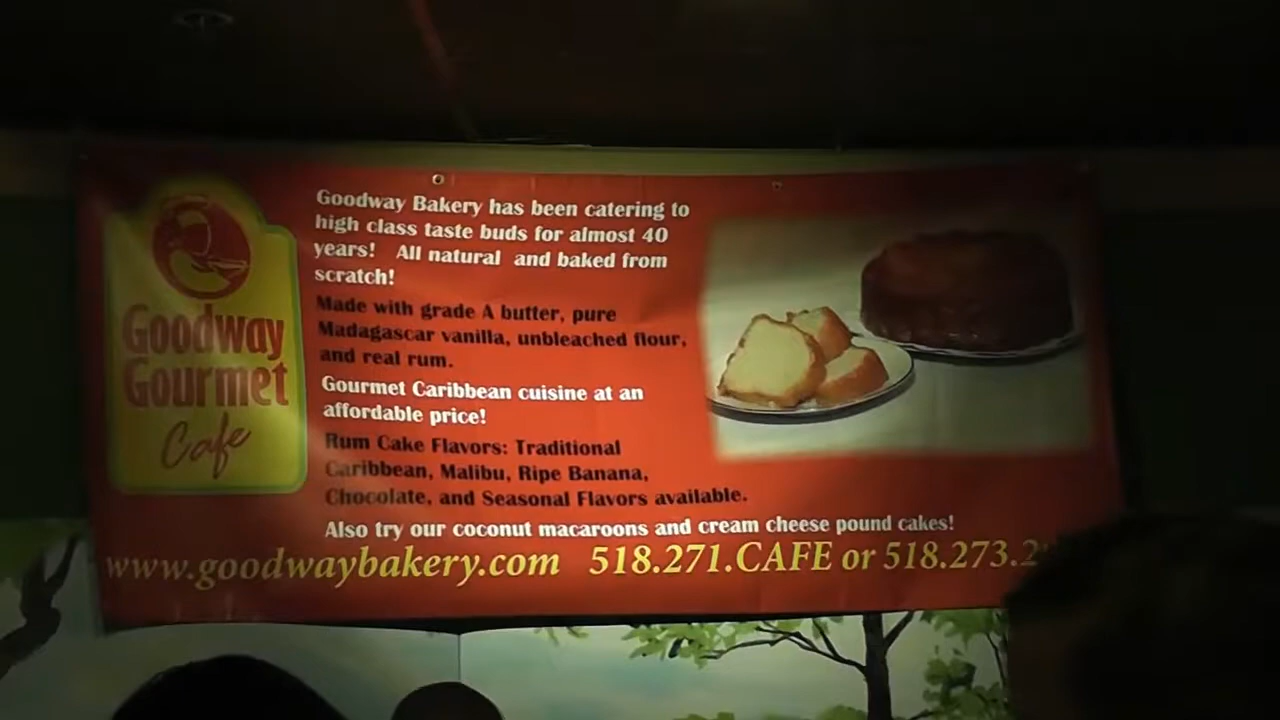 Goodway
Gourmet
Cafe
Goodway Bakery has been catering to
high class taste buds for almost 40
years! All natural and baked from
scratch!
Made with grade A butter, pure
Madagascar vanilla, unbleached flour,
and real rum.
Gourmet Caribbean cuisine at an
affordable price!
Rum Cake Flavors: Traditional
Caribbean, Malibu, Ripe Banana,
Chocolate, and Seasonal Flavors available.
Also try our coconut macaroons and cream cheese pound cakes!
www.goodwaybakery.com 518.271.CAFE or 518.273.2